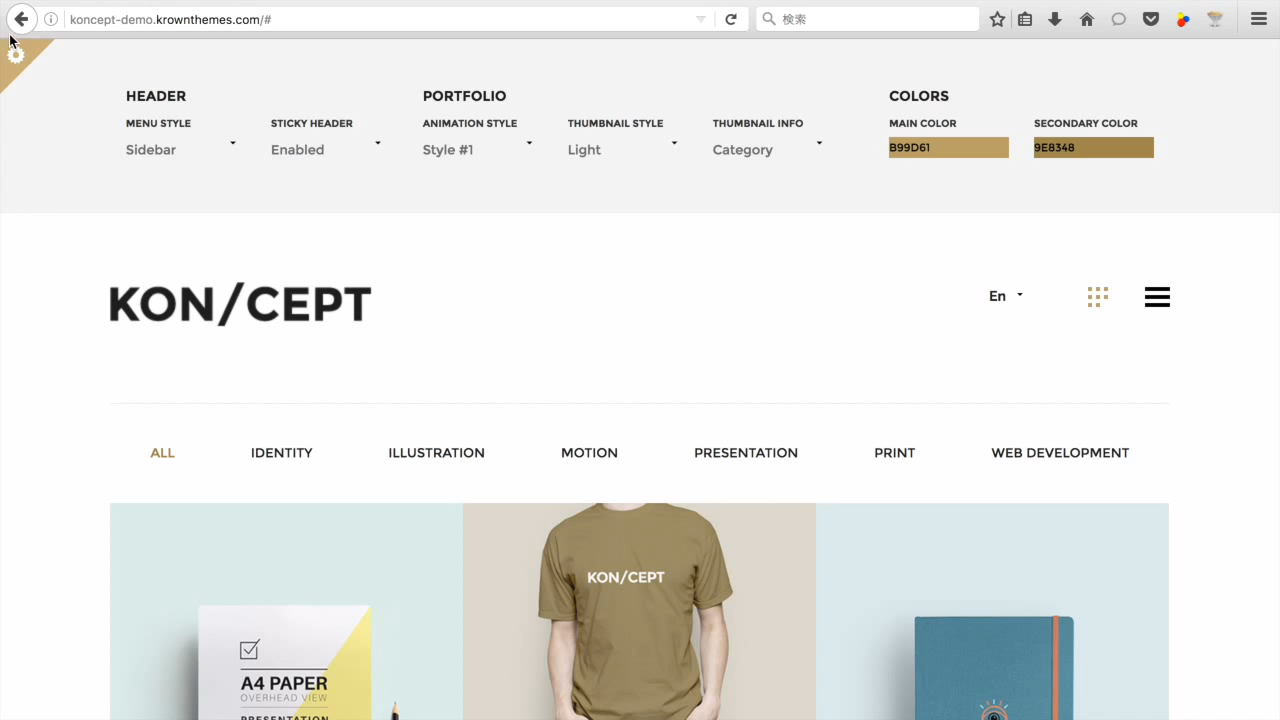 koncept-demo.krownthemes.com/#
検索
HEADER
PORTFOLIO
COLORS
MENU STYLE
STICKY HEADER
ANIMATION STYLE
THUMBNAIL STYLE
THUMBNAIL INFO
MAIN COLOR
SECONDARY COLOR
Sidebar
Enabled
Style #1
Light
Category
B99D61
9E8348
KON/CEPT
En
ALL
IDENTITY
ILLUSTRATION
MOTION
PRESENTATION
PRINT
WEB DEVELOPMENT
KON/CEPT
A4 PAPER
OVERHEAD VIEW
PRESENTATION